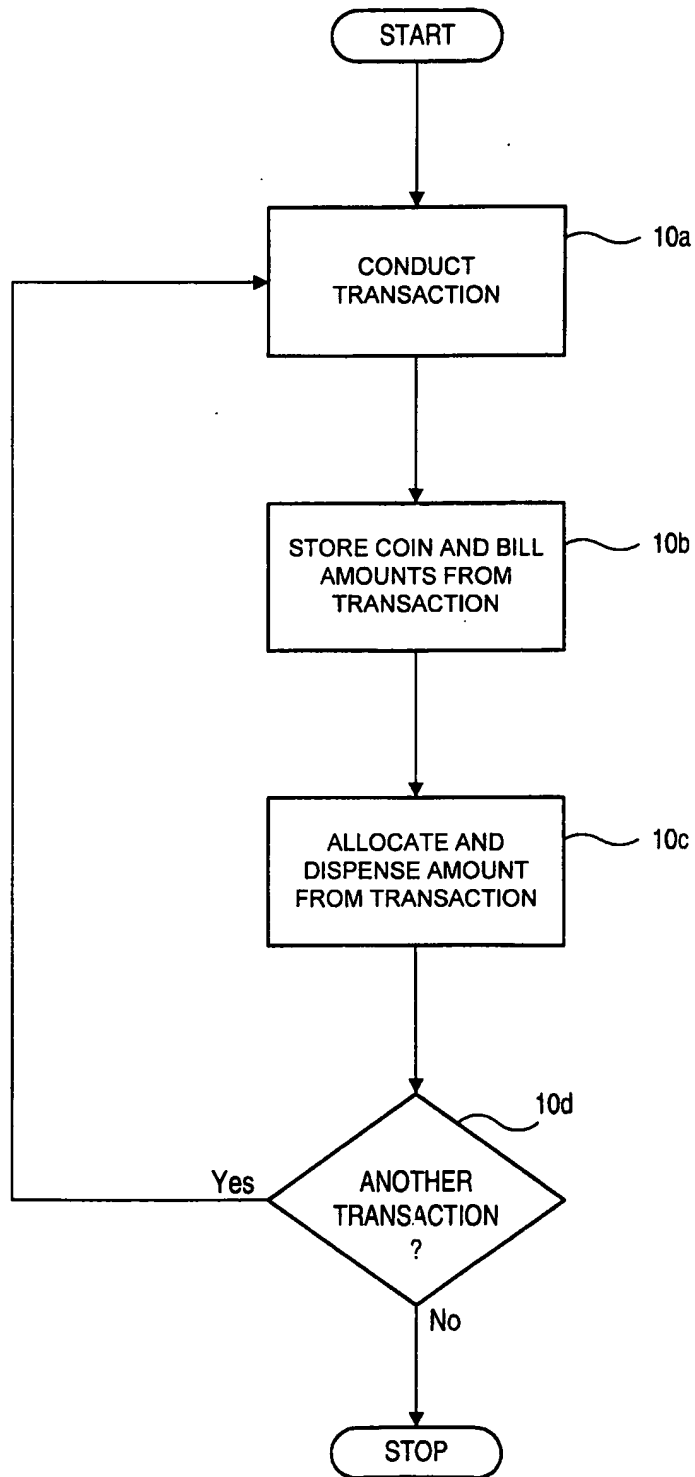 START
CONDUCT
TRANSACTION
10a
STORE COIN AND BILL
AMOUNTS FROM
TRANSACTION
10b
ALLOCATE AND
DISPENSE AMOUNT
FROM TRANSACTION
10c
10d
ANOTHER
TRANSACTION
?
Yes
No
STOP